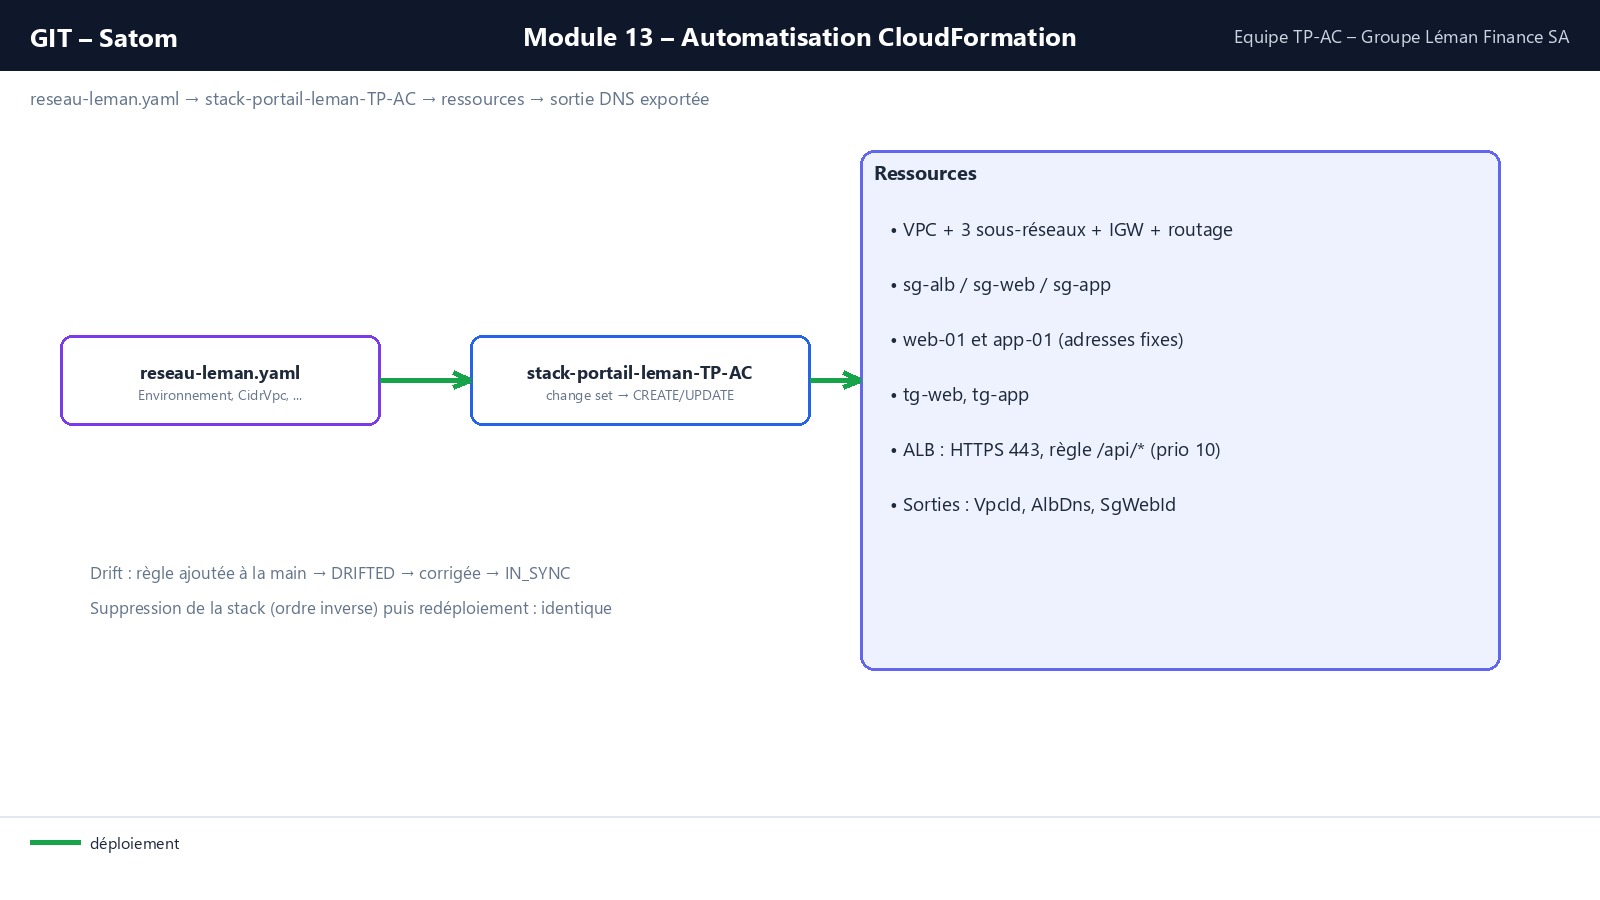 GIT – Satom
Module 13 – Automatisation CloudFormation
Equipe TP-AC – Groupe Léman Finance SA
reseau-leman.yaml → stack-portail-leman-TP-AC → ressources → sortie DNS exportée
reseau-leman.yaml
Environnement, CidrVpc, ...
stack-portail-leman-TP-AC
change set → CREATE/UPDATE
Ressources
• VPC + 3 sous-réseaux + IGW + routage
• sg-alb / sg-web / sg-app
• web-01 et app-01 (adresses fixes)
• tg-web, tg-app
• ALB : HTTPS 443, règle /api/* (prio 10)
• Sorties : VpcId, AlbDns, SgWebId
Drift : règle ajoutée à la main → DRIFTED → corrigée → IN_SYNC
Suppression de la stack (ordre inverse) puis redéploiement : identique
déploiement